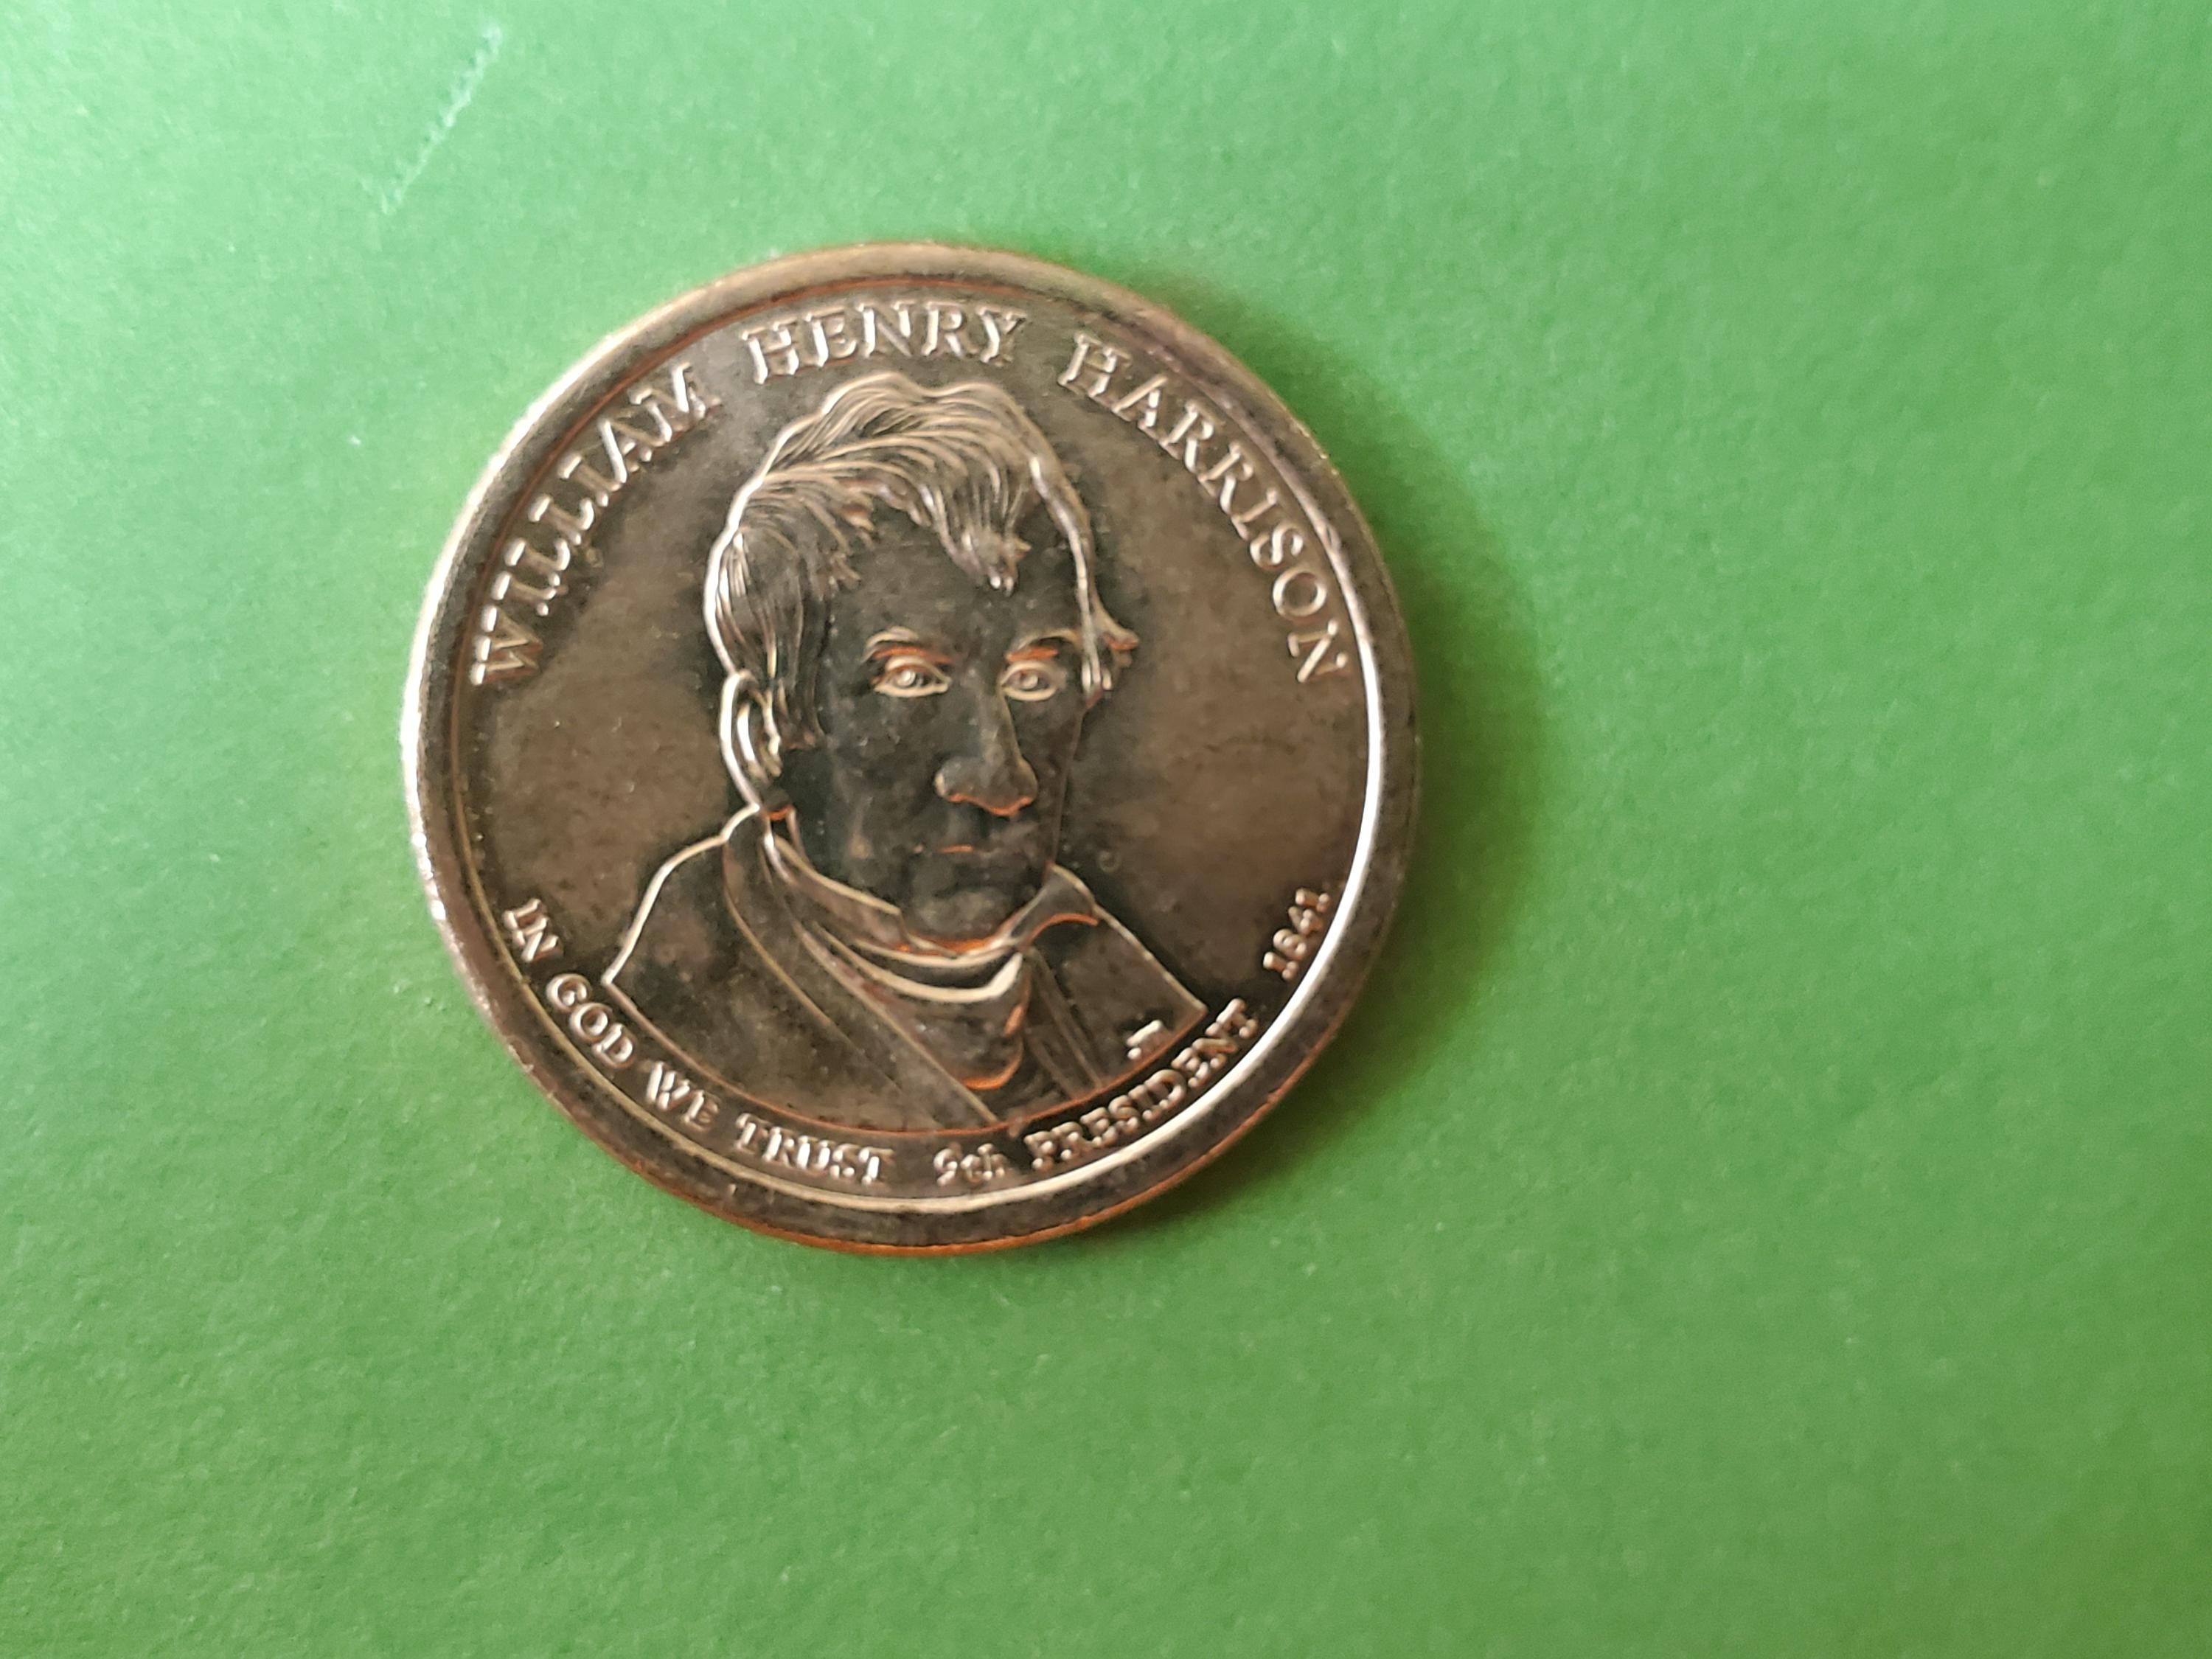 WILLIAM HENRY HARRISON
IN GOD WE TRUST 9th PRESIDENT 1841